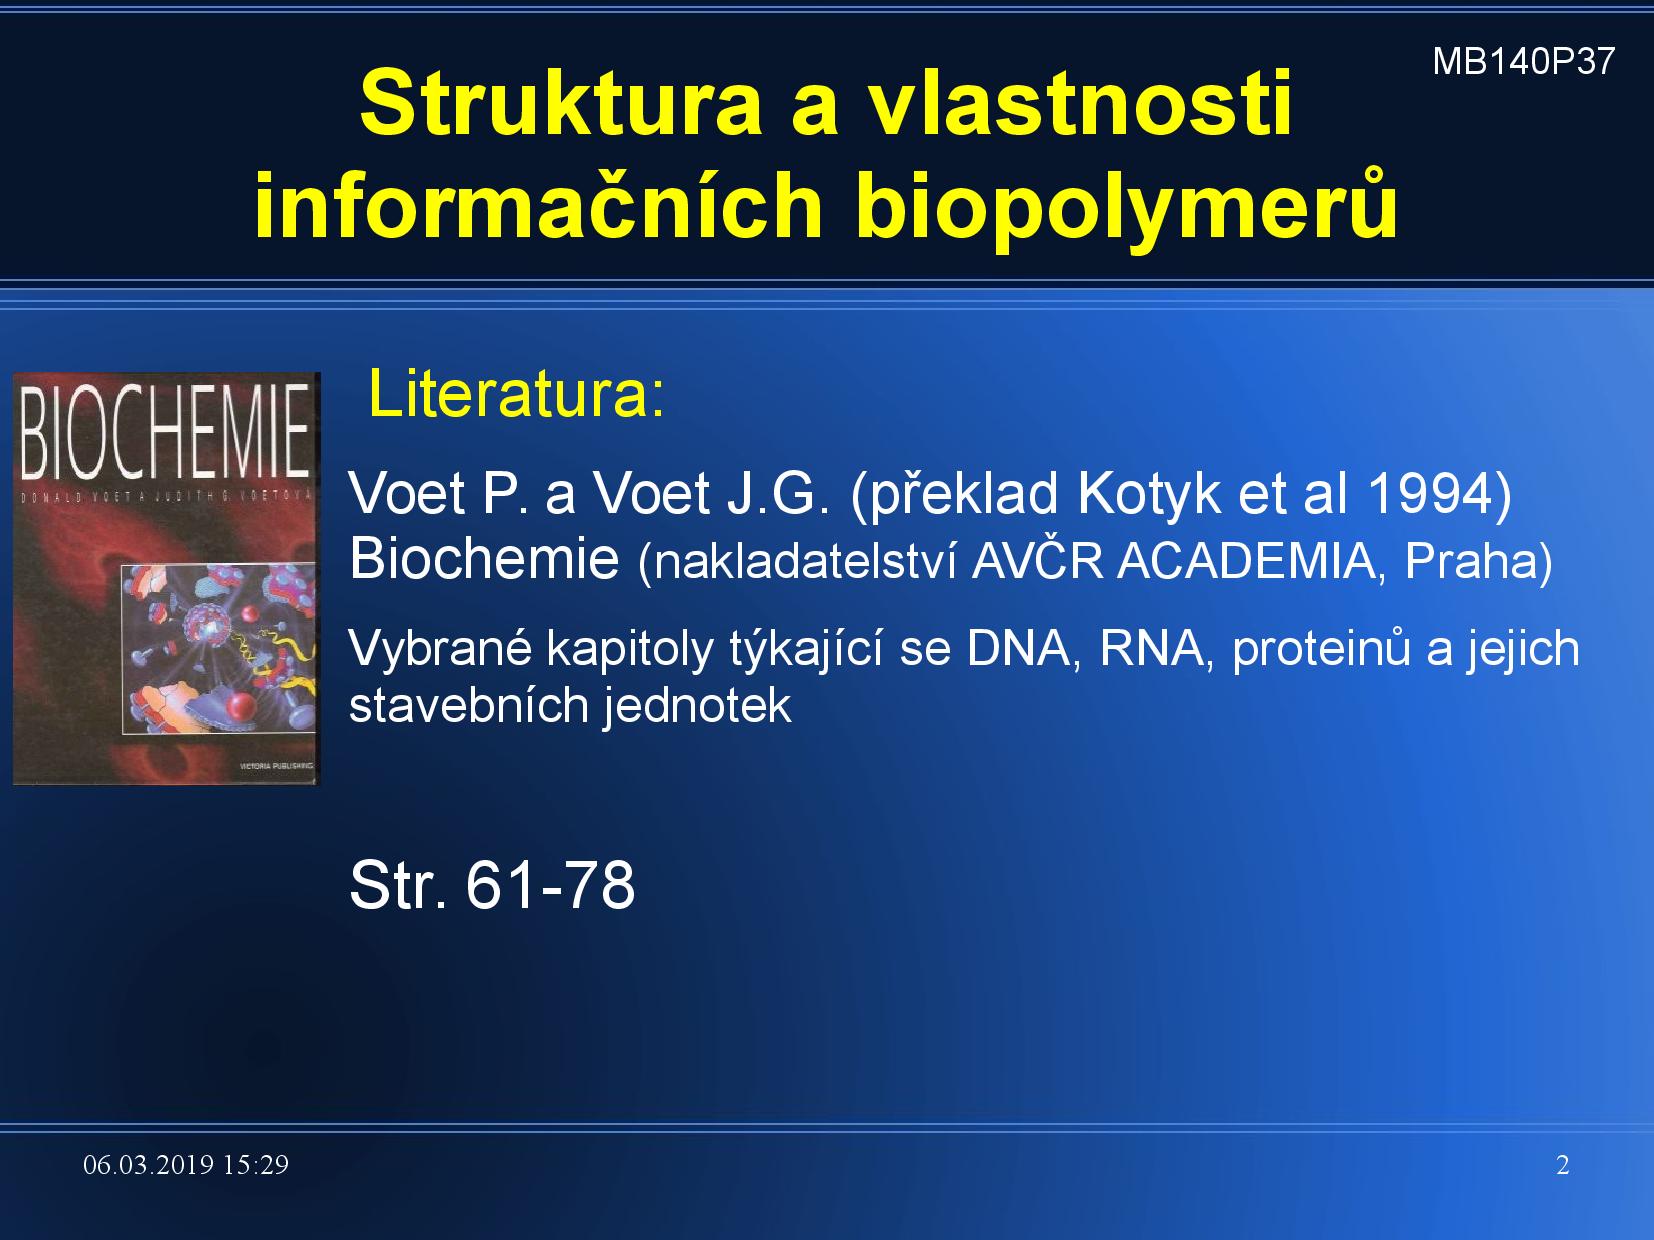 MB140P37
Struktura a vlastnosti
informačních biopolymerů
BIOCHEMIE
DONALD VOET A JUDITH G. VOETOVÁ
VICTORIA PUBLISHING
Literatura:
Voet P. a Voet J.G. (překlad Kotyk et al 1994)
Biochemie (nakladatelství AVČR ACADEMIA, Praha)
Vybrané kapitoly týkající se DNA, RNA, proteinů a jejich
stavebních jednotek
Str. 61-78
06.03.2019 15:29
2